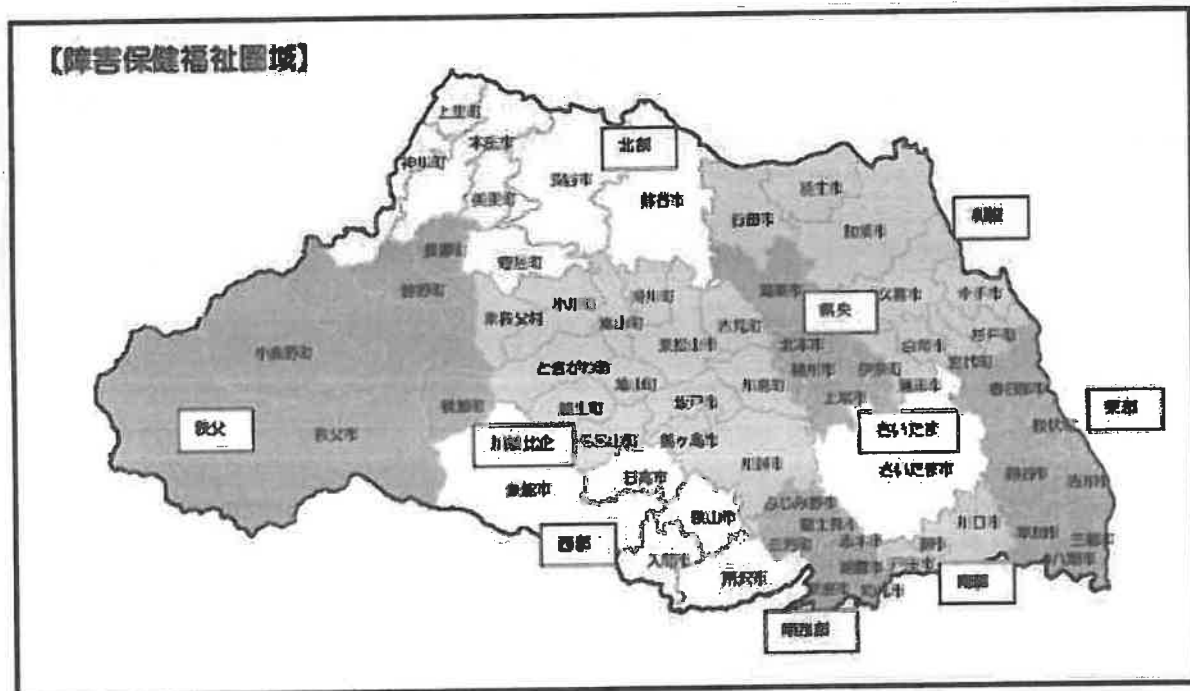 【障害保健福祉圏域】
上里町
本庄市
北部
神川町
深谷市
美里町
熊谷市
羽生市
行田市
加須市
利根
長瀞町
寄居町
皆野町
小川町
滑川町
鴻巣市
県央
久喜市
幸手市
東秩父村
嵐山町
吉見町
東松山市
北本市
白岡市
杉戸町
宮代町
小鹿野町
ときがわ町
桶川市
伊奈町
鳩山町
川島町
蓮田市
春日部市
横瀬町
越生町
坂戸市
上尾市
東部
松伏町
秩父
秩父市
川越比企
毛呂山町
鶴ヶ島市
さいたま
さいたま市
川越市
日高市
飯能市
越谷市
吉川市
ふじみ野市
狭山市
富士見市
川口市
西部
三芳町
志木市
蕨市
草加市
三郷市
入間市
朝霞市
戸田市
八潮市
所沢市
新座市
和光市
南部
南西部